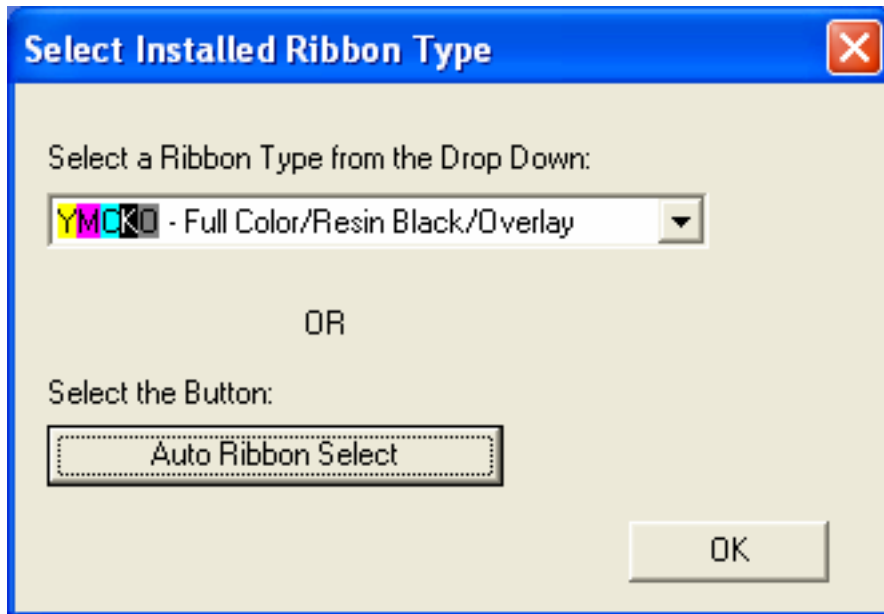 Select Installed Ribbon Type
Select a Ribbon Type from the Drop Down:
YMCKO - Full Color/Resin Black/Overlay
OR
Select the Button:
Auto Ribbon Select
OK